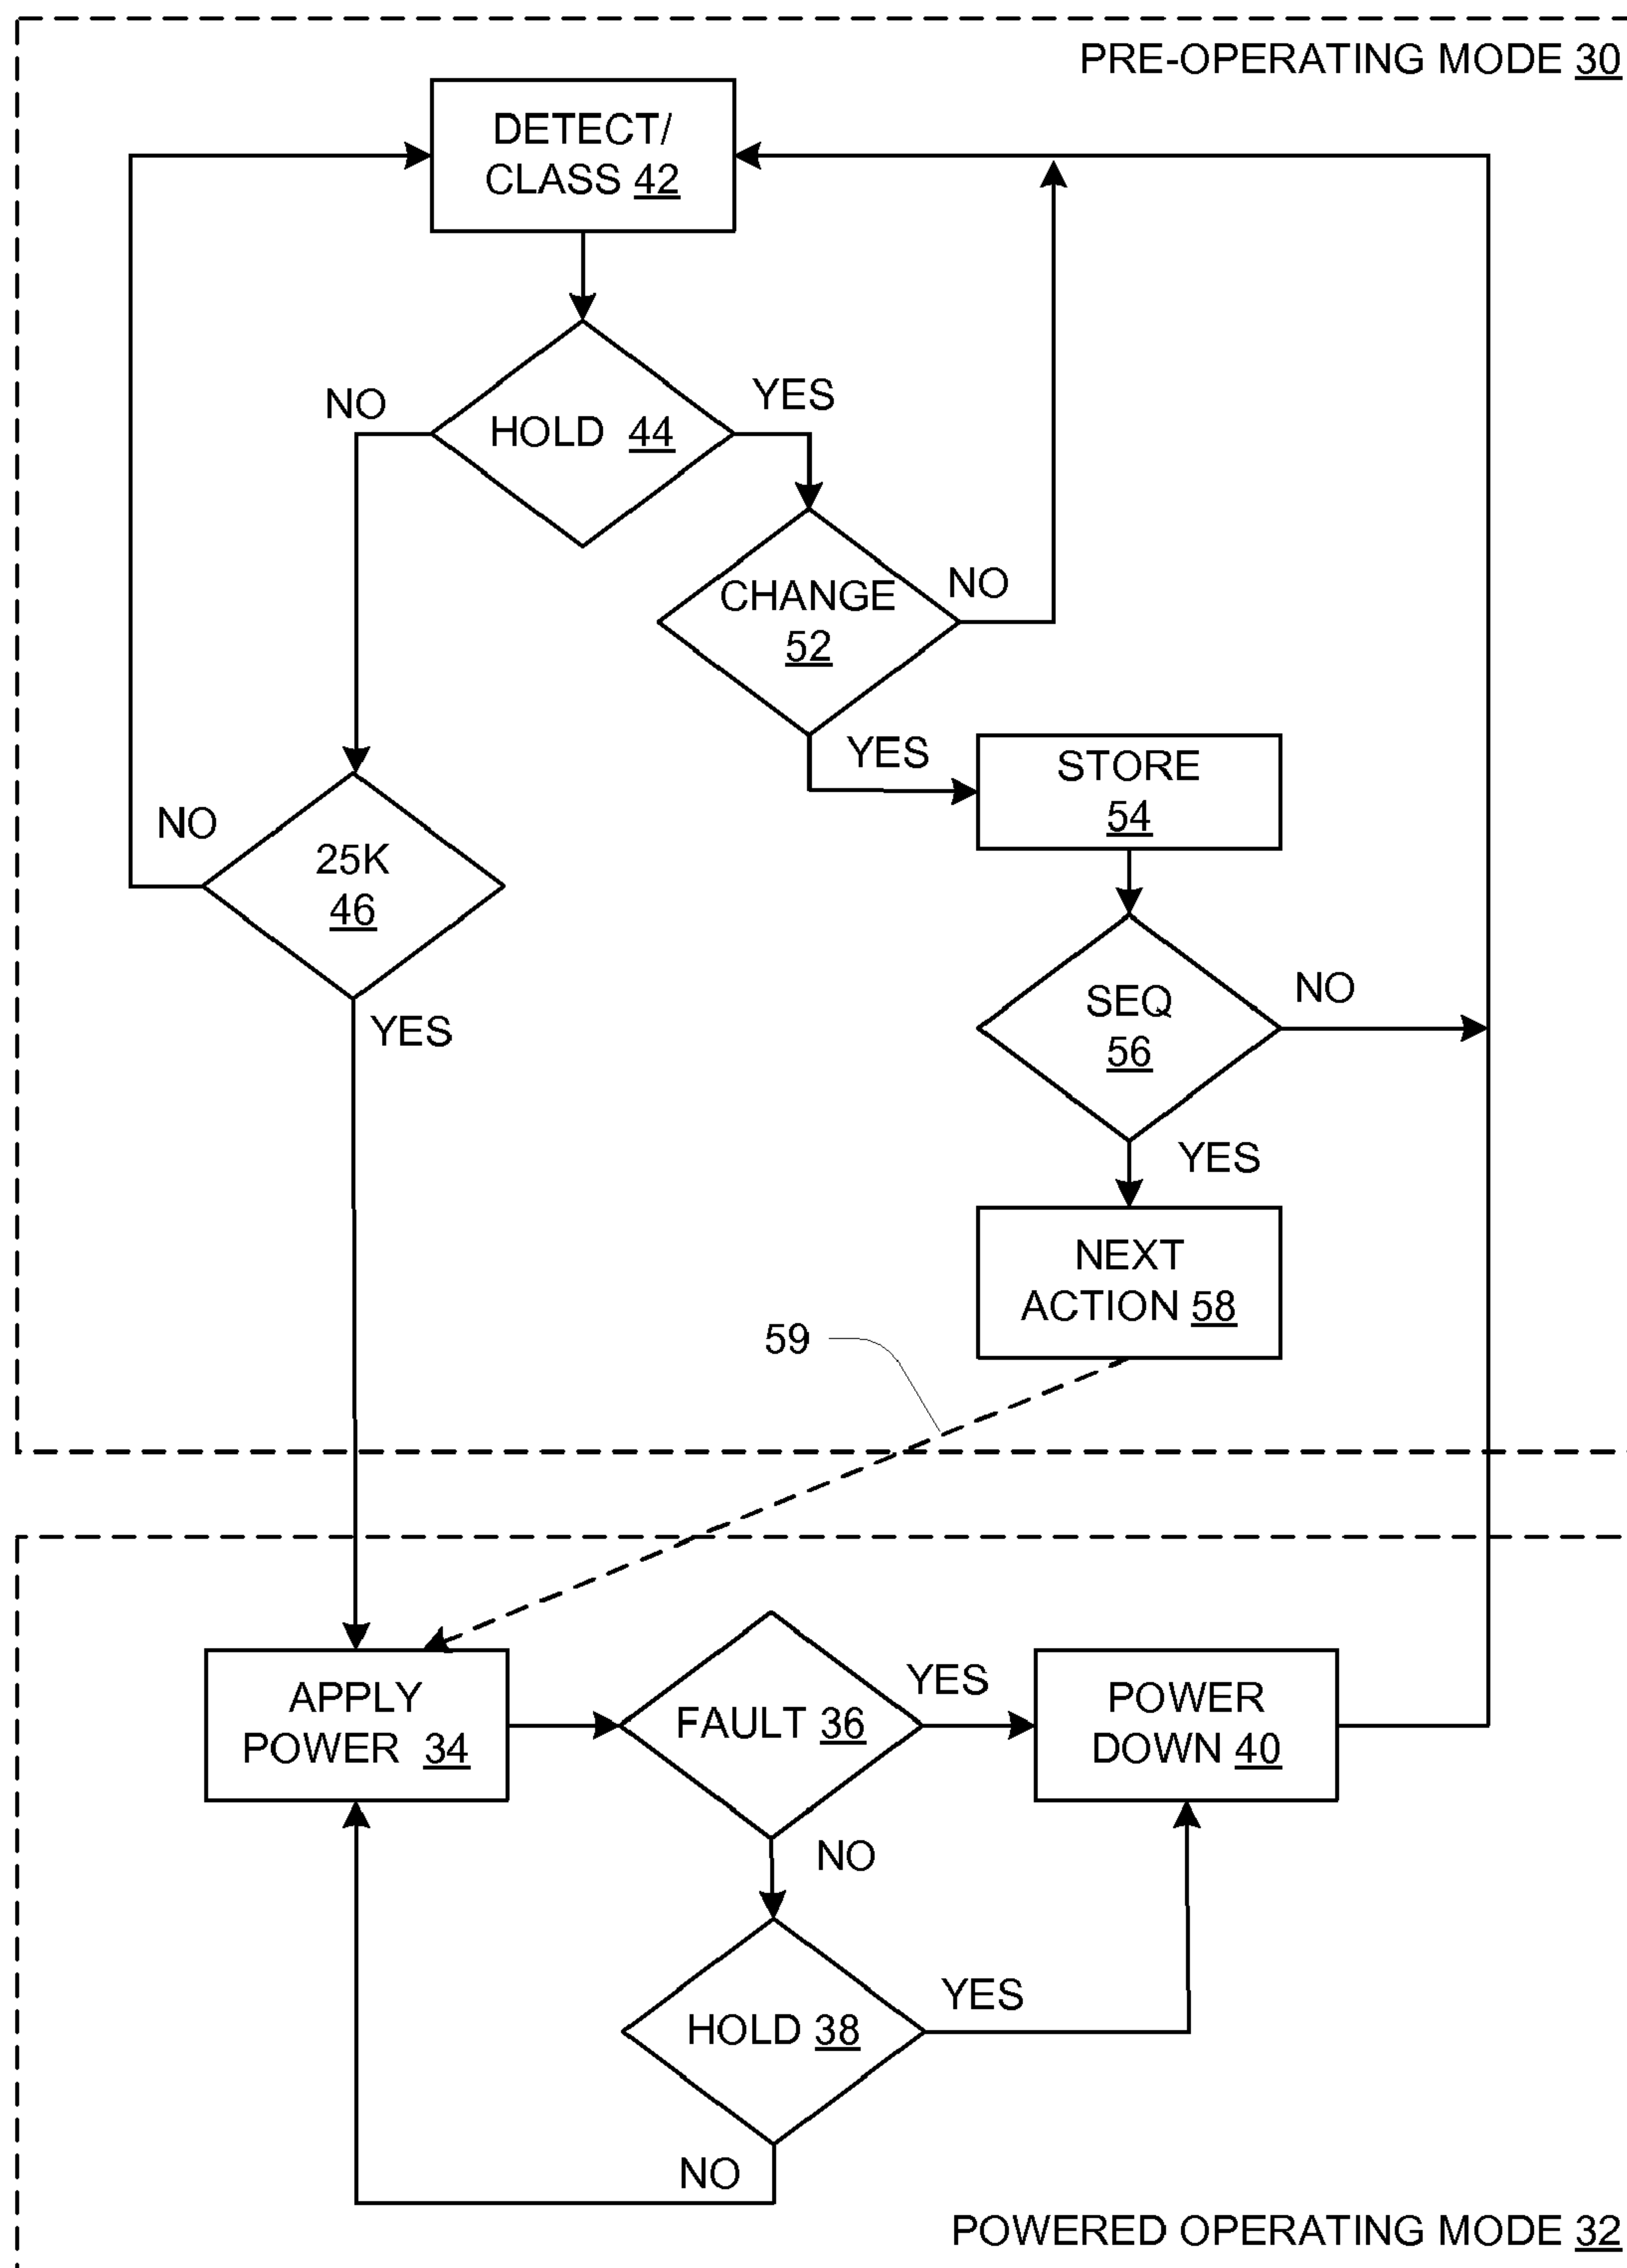 PRE-OPERATING MODE 30
DETECT/
CLASS 42
NO
YES
HOLD 44
CHANGE
52
NO
YES
STORE
54
NO
25K
46
YES
SEQ
56
NO
YES
NEXT
ACTION 58
59
APPLY
POWER 34
FAULT 36
YES
POWER
DOWN 40
NO
HOLD 38
YES
NO
POWERED OPERATING MODE 32